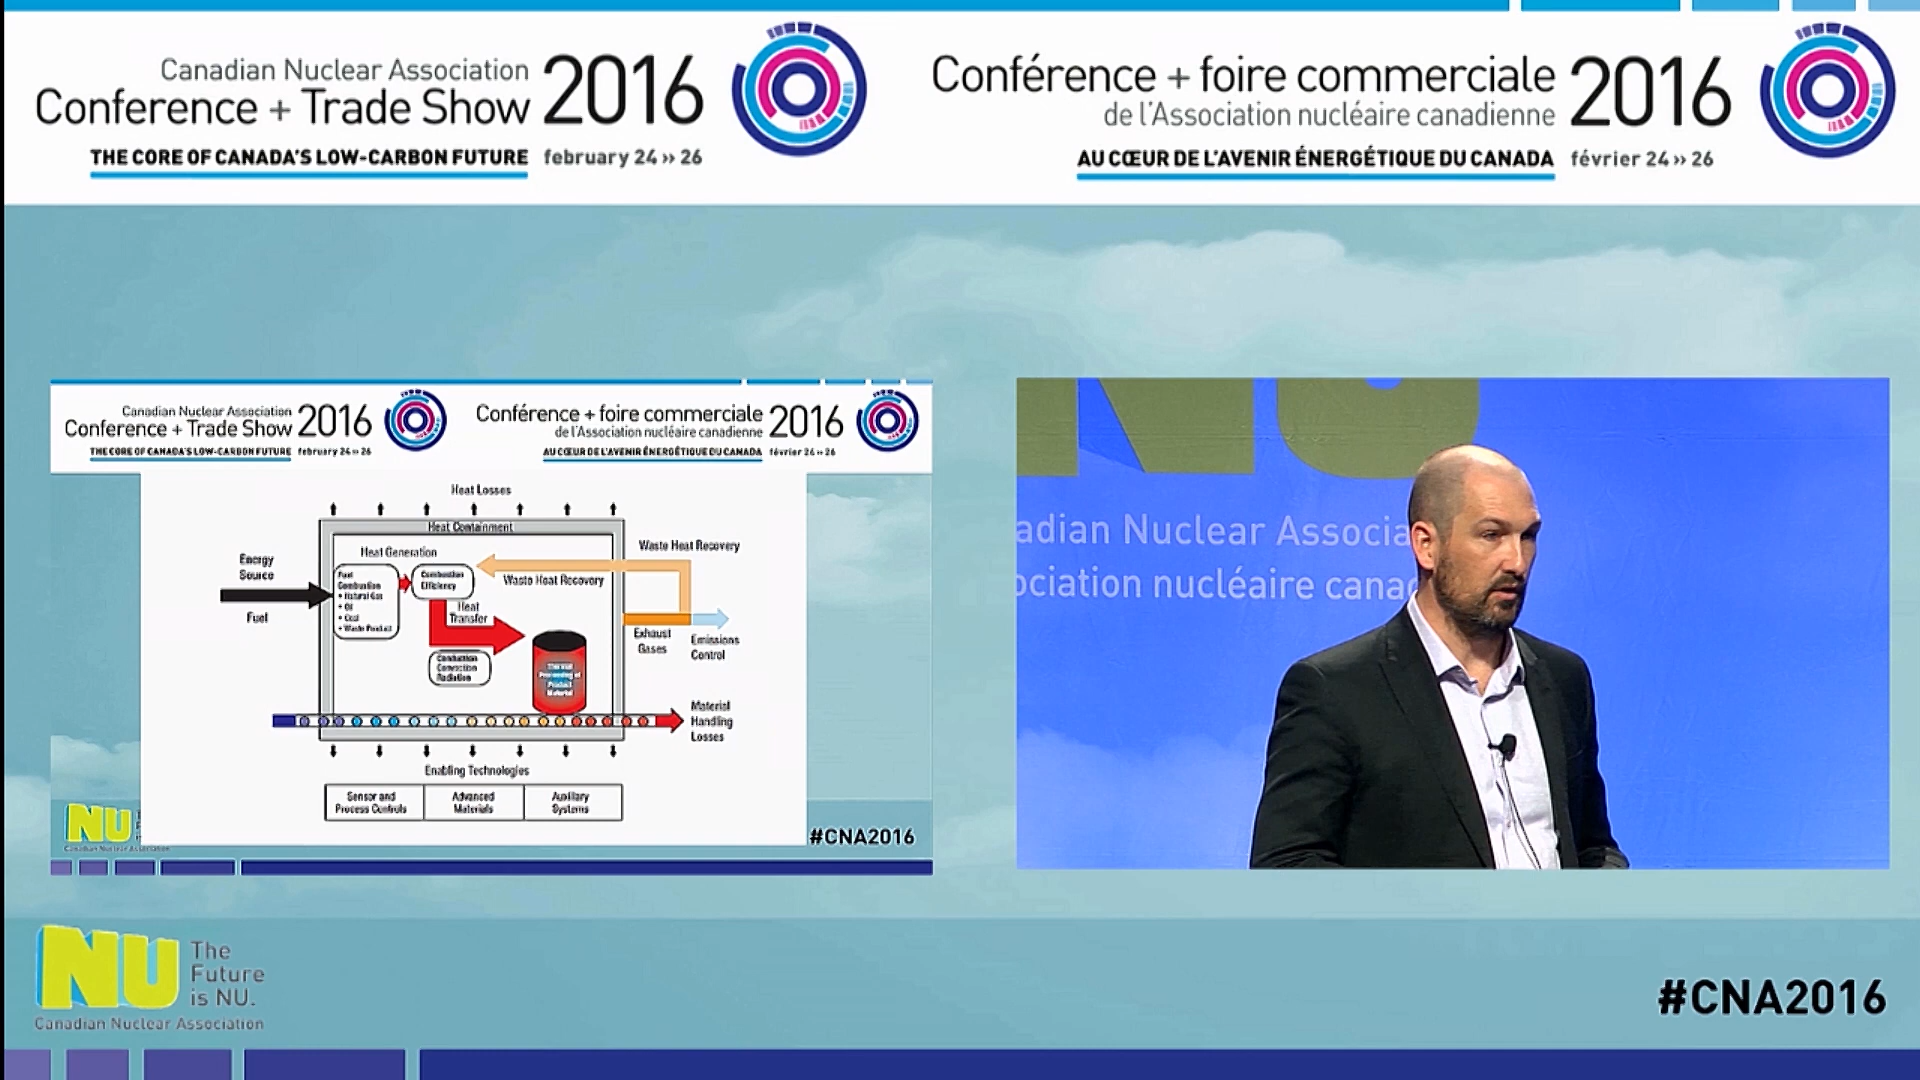 Canadian Nuclear Association
Conference + Trade Show 2016
THE CORE OF CANADA'S LOW-CARBON FUTURE february 24 » 26
Conférence + foire commerciale 2016
de l'Association nucléaire canadienne
AU CŒUR DE L'AVENIR ÉNERGÉTIQUE DU CANADA février 24 » 26
Canadian Nuclear Association
Conference + Trade Show 2016
THE CORE OF CANADA'S LOW-CARBON FUTURE february 24 » 26
Conférence + foire commerciale 2016
de l'Association nucléaire canadienne
AU CŒUR DE L'AVENIR ÉNERGÉTIQUE DU CANADA février 24 » 26
Heat Losses
Heat Containment
Heat Generation
Energy
Source
Fuel
Fuel
Combustion
• Natural Gas
• Oil
• Coal
• Waste Product
Combustion
Efficiency
Waste Heat Recovery
Waste Heat Recovery
Heat
Transfer
Conduction
Convection
Radiation
Thermal
Processing of
Product
Material
Exhaust
Gases
Emissions
Control
Material
Handling
Losses
Enabling Technologies
Sensor and
Process Controls
Advanced
Materials
Auxiliary
Systems
NU
Canadian Nuclear Association
#CNA2016
NU
adian Nuclear Associa
ociation nucléaire canad
NU The
Future
is NU.
Canadian Nuclear Association
#CNA2016